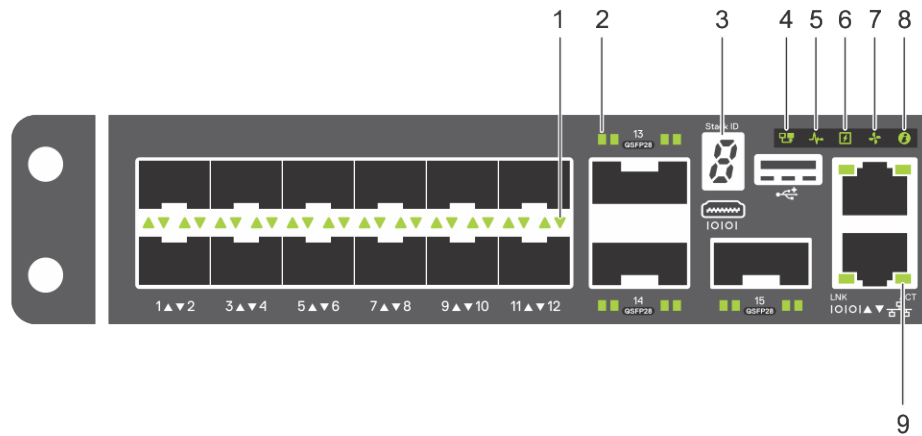 1 2 3 4 5 6 7 8
13
QSFP28
Stack ID
IOIOI
1▲▼2 3▲▼4 5▲▼6 7▲▼8 9▲▼10 11▲▼12
14
QSFP28
15
QSFP28
LNK
IOIOI▲▼
9